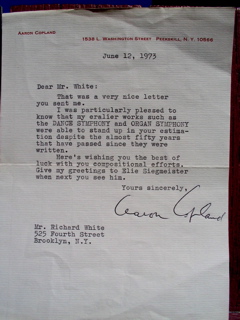 AARON COPLAND
1538 L. WASHINGTON STREET PEEKSKILL, N.Y. 10566
June 12, 1973
Dear Mr. White:
That was a very nice letter
you sent me.
I was particularly pleased to
know that my eralier works such as
the DANCE SYMPHONY and ORGAN SYMPHONY
were able to stand up in your estima-
tion despite the almost fifty years
that have passed since they were
written.
Here's wishing you the best of
luck with you compositional efforts.
Give my greetings to Elie Siegmeister
when next you see him.
Yours sincerely,
Aaron Copland
Mr. Richard White
525 Fourth Street
Brooklyn, N.Y.